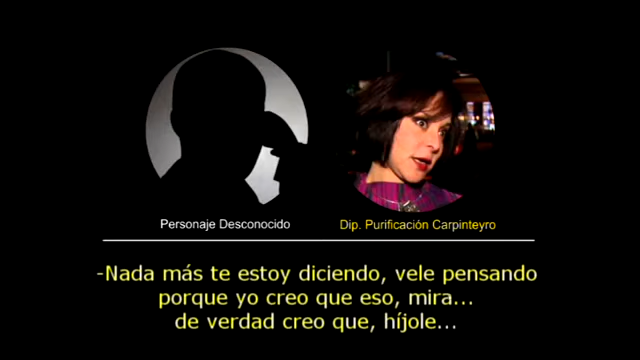 Personaje Desconocido
Dip. Purificación Carpinteyro
-Nada más te estoy diciendo, vele pensando
porque yo creo que eso, mira...
de verdad creo que, híjole...